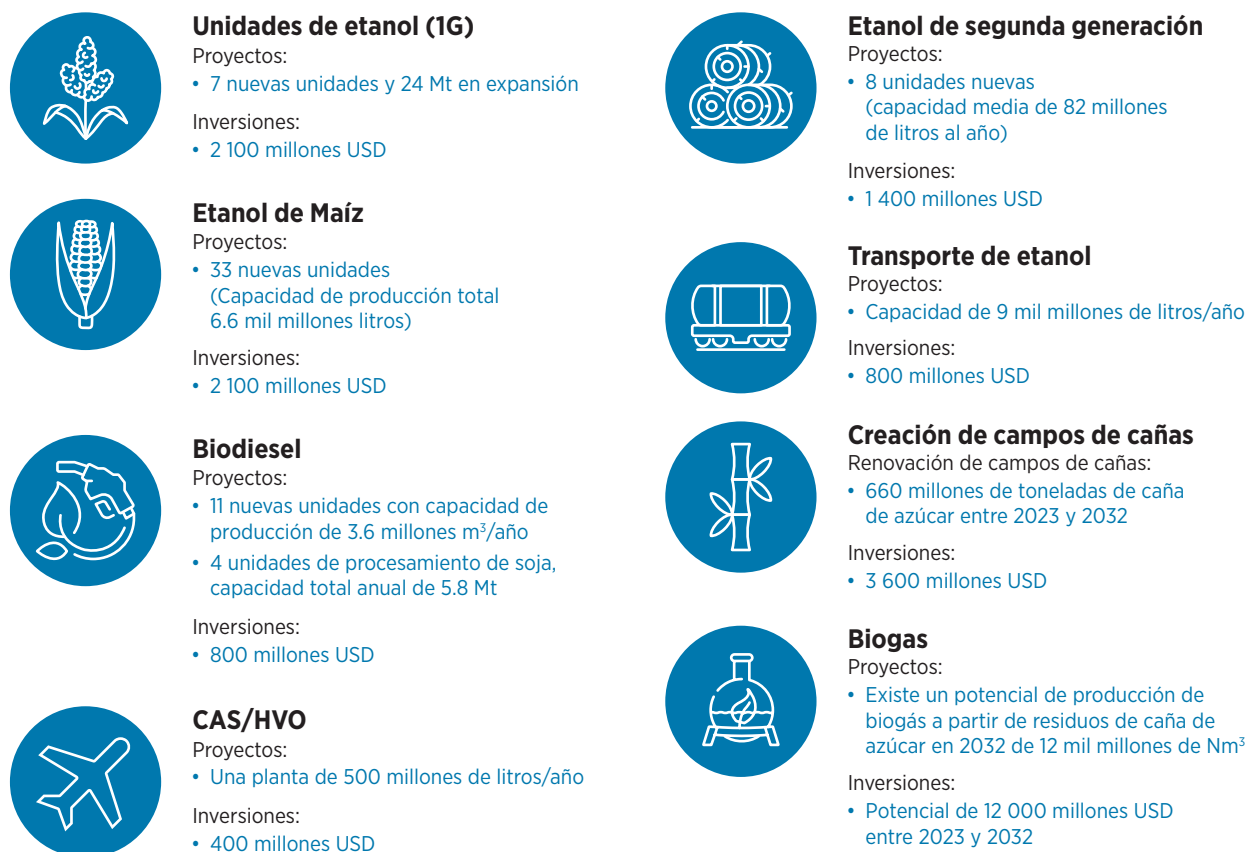 Unidades de etanol (1G)
Proyectos:
• 7 nuevas unidades y 24 Mt en expansión
Inversiones:
• 2 100 millones USD
Etanol de Maíz
Proyectos:
• 33 nuevas unidades
(Capacidad de producción total
6.6 mil millones litros)
Inversiones:
• 2 100 millones USD
Biodiesel
Proyectos:
• 11 nuevas unidades con capacidad de
producción de 3.6 millones m³/año
• 4 unidades de procesamiento de soja,
capacidad total anual de 5.8 Mt
Inversiones:
• 800 millones USD
CAS/HVO
Proyectos:
• Una planta de 500 millones de litros/año
Inversiones:
• 400 millones USD
Etanol de segunda generación
Proyectos:
• 8 unidades nuevas
(capacidad media de 82 millones
de litros al año)
Inversiones:
• 1 400 millones USD
Transporte de etanol
Proyectos:
• Capacidad de 9 mil millones de litros/año
Inversiones:
• 800 millones USD
Creación de campos de cañas
Renovación de campos de cañas:
• 660 millones de toneladas de caña
de azúcar entre 2023 y 2032
Inversiones:
• 3 600 millones USD
Biogas
Proyectos:
• Existe un potencial de producción de
biogás a partir de residuos de caña de
azúcar en 2032 de 12 mil millones de Nm³
Inversiones:
• Potencial de 12 000 millones USD
entre 2023 y 2032